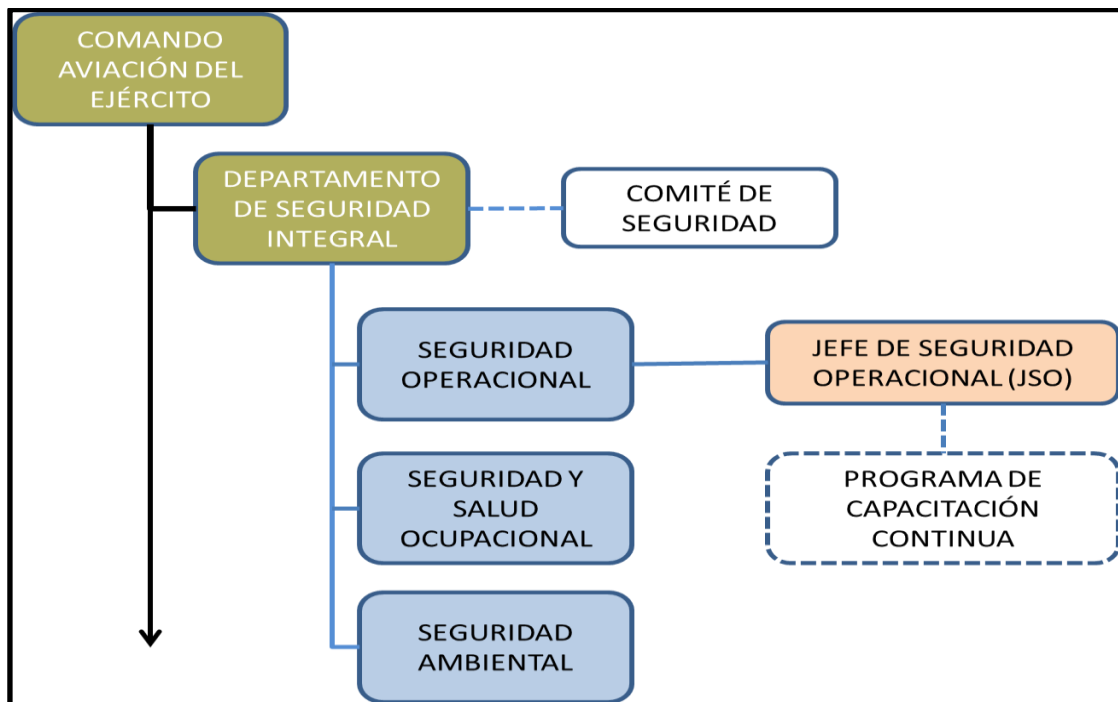 COMANDO
AVIACIÓN DEL
EJÉRCITO
DEPARTAMENTO
DE SEGURIDAD
INTEGRAL
COMITÉ DE
SEGURIDAD
SEGURIDAD
OPERACIONAL
JEFE DE SEGURIDAD
OPERACIONAL (JSO)
SEGURIDAD Y
SALUD
OCUPACIONAL
PROGRAMA DE
CAPACITACIÓN
CONTINUA
SEGURIDAD
AMBIENTAL